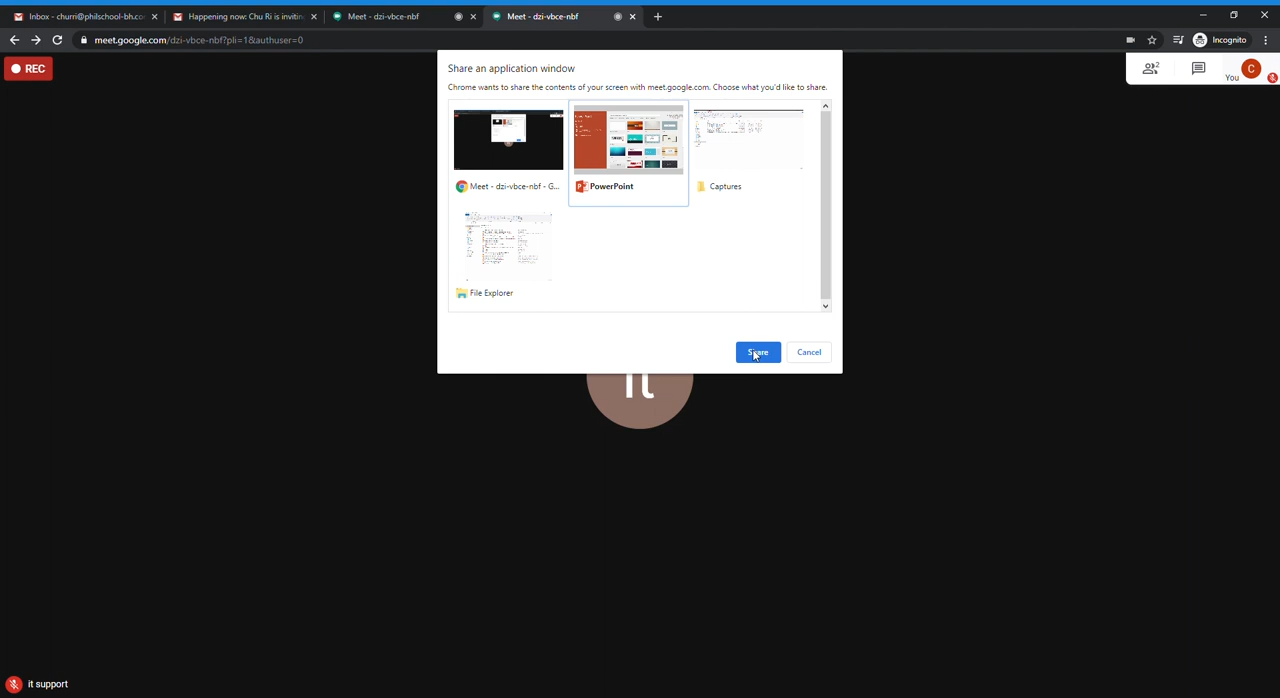 Inbox - churri@philschool-bh.co
Happening now: Chu Ri is inviting
Meet - dzi-vbce-nbf
Meet - dzi-vbce-nbf
meet.google.com/dzi-vbce-nbf?pli=1&authuser=0
Incognito
REC
2
You
C
Share an application window
Chrome wants to share the contents of your screen with meet.google.com. Choose what you'd like to share.
Meet - dzi-vbce-nbf - G...
PowerPoint
Captures
File Explorer
Share
Cancel
it support